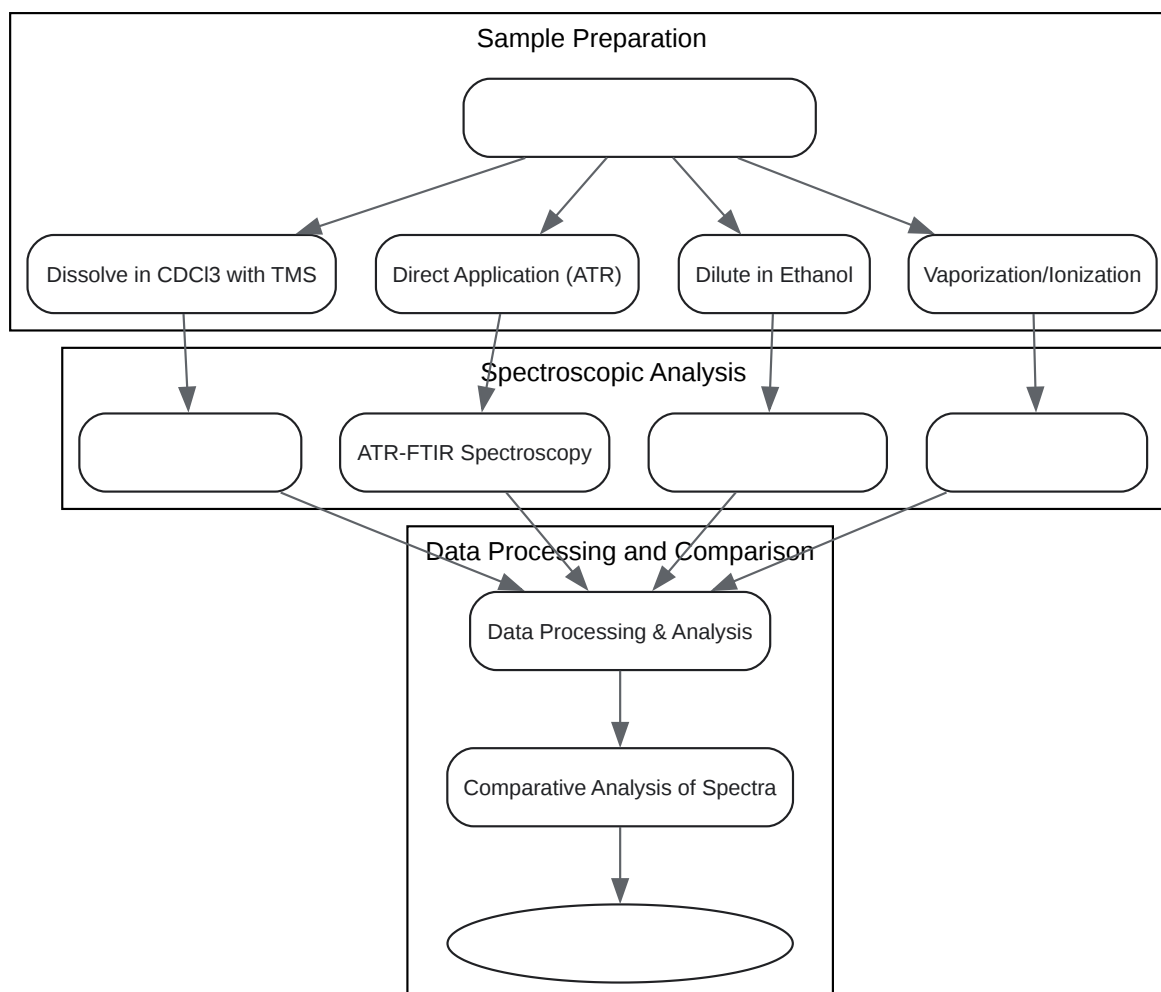 Sample Preparation
Dissolve in CDCl3 with TMS
Direct Application (ATR)
Dilute in Ethanol
Vaporization/Ionization
Spectroscopic Analysis
ATR-FTIR Spectroscopy
Data Processing and Comparison
Data Processing & Analysis
Comparative Analysis of Spectra